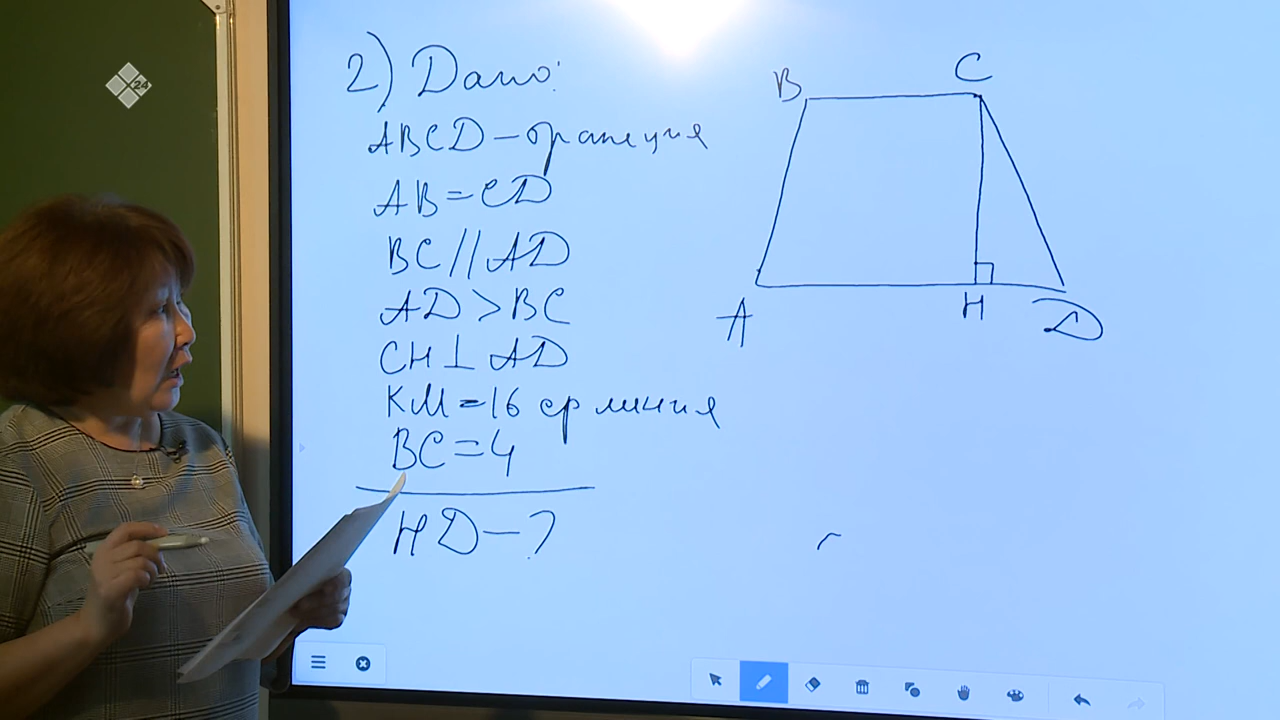 X24
2) Дано:
ABCD – трапеция
AB = CD
BC // AD
AD > BC
CH ⊥ AD
KM = 16 ср линия
BC = 4
HD – ?
B
C
A
H
D